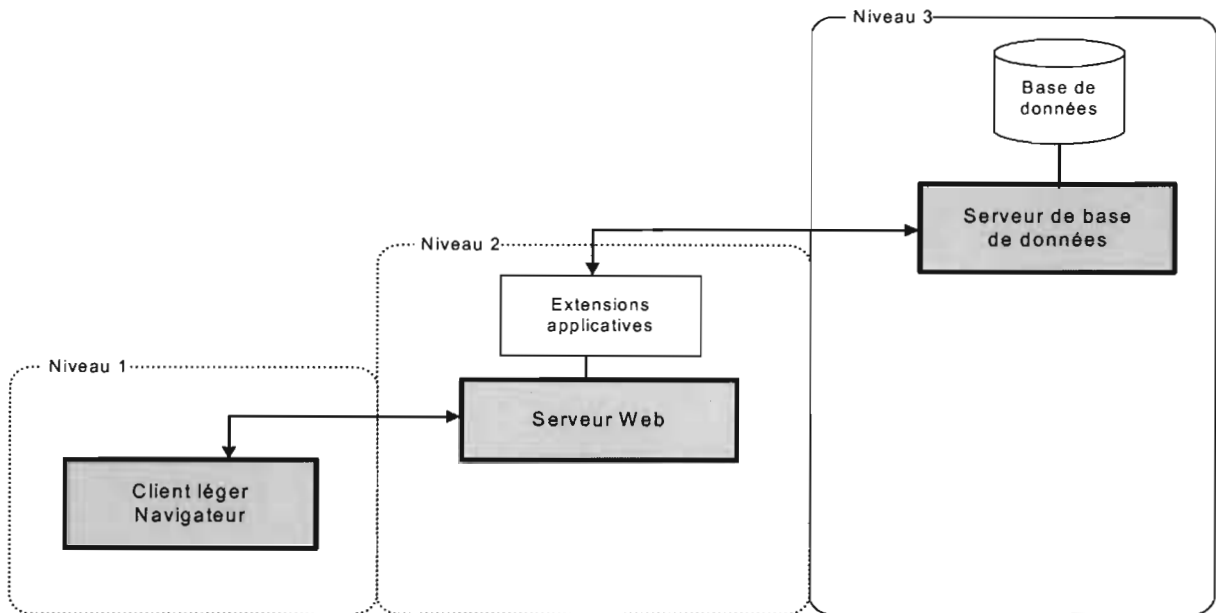 Niveau 3
Base de
données
Serveur de base
de données
Niveau 2
Extensions
applicatives
Niveau 1
Serveur Web
Client léger
Navigateur